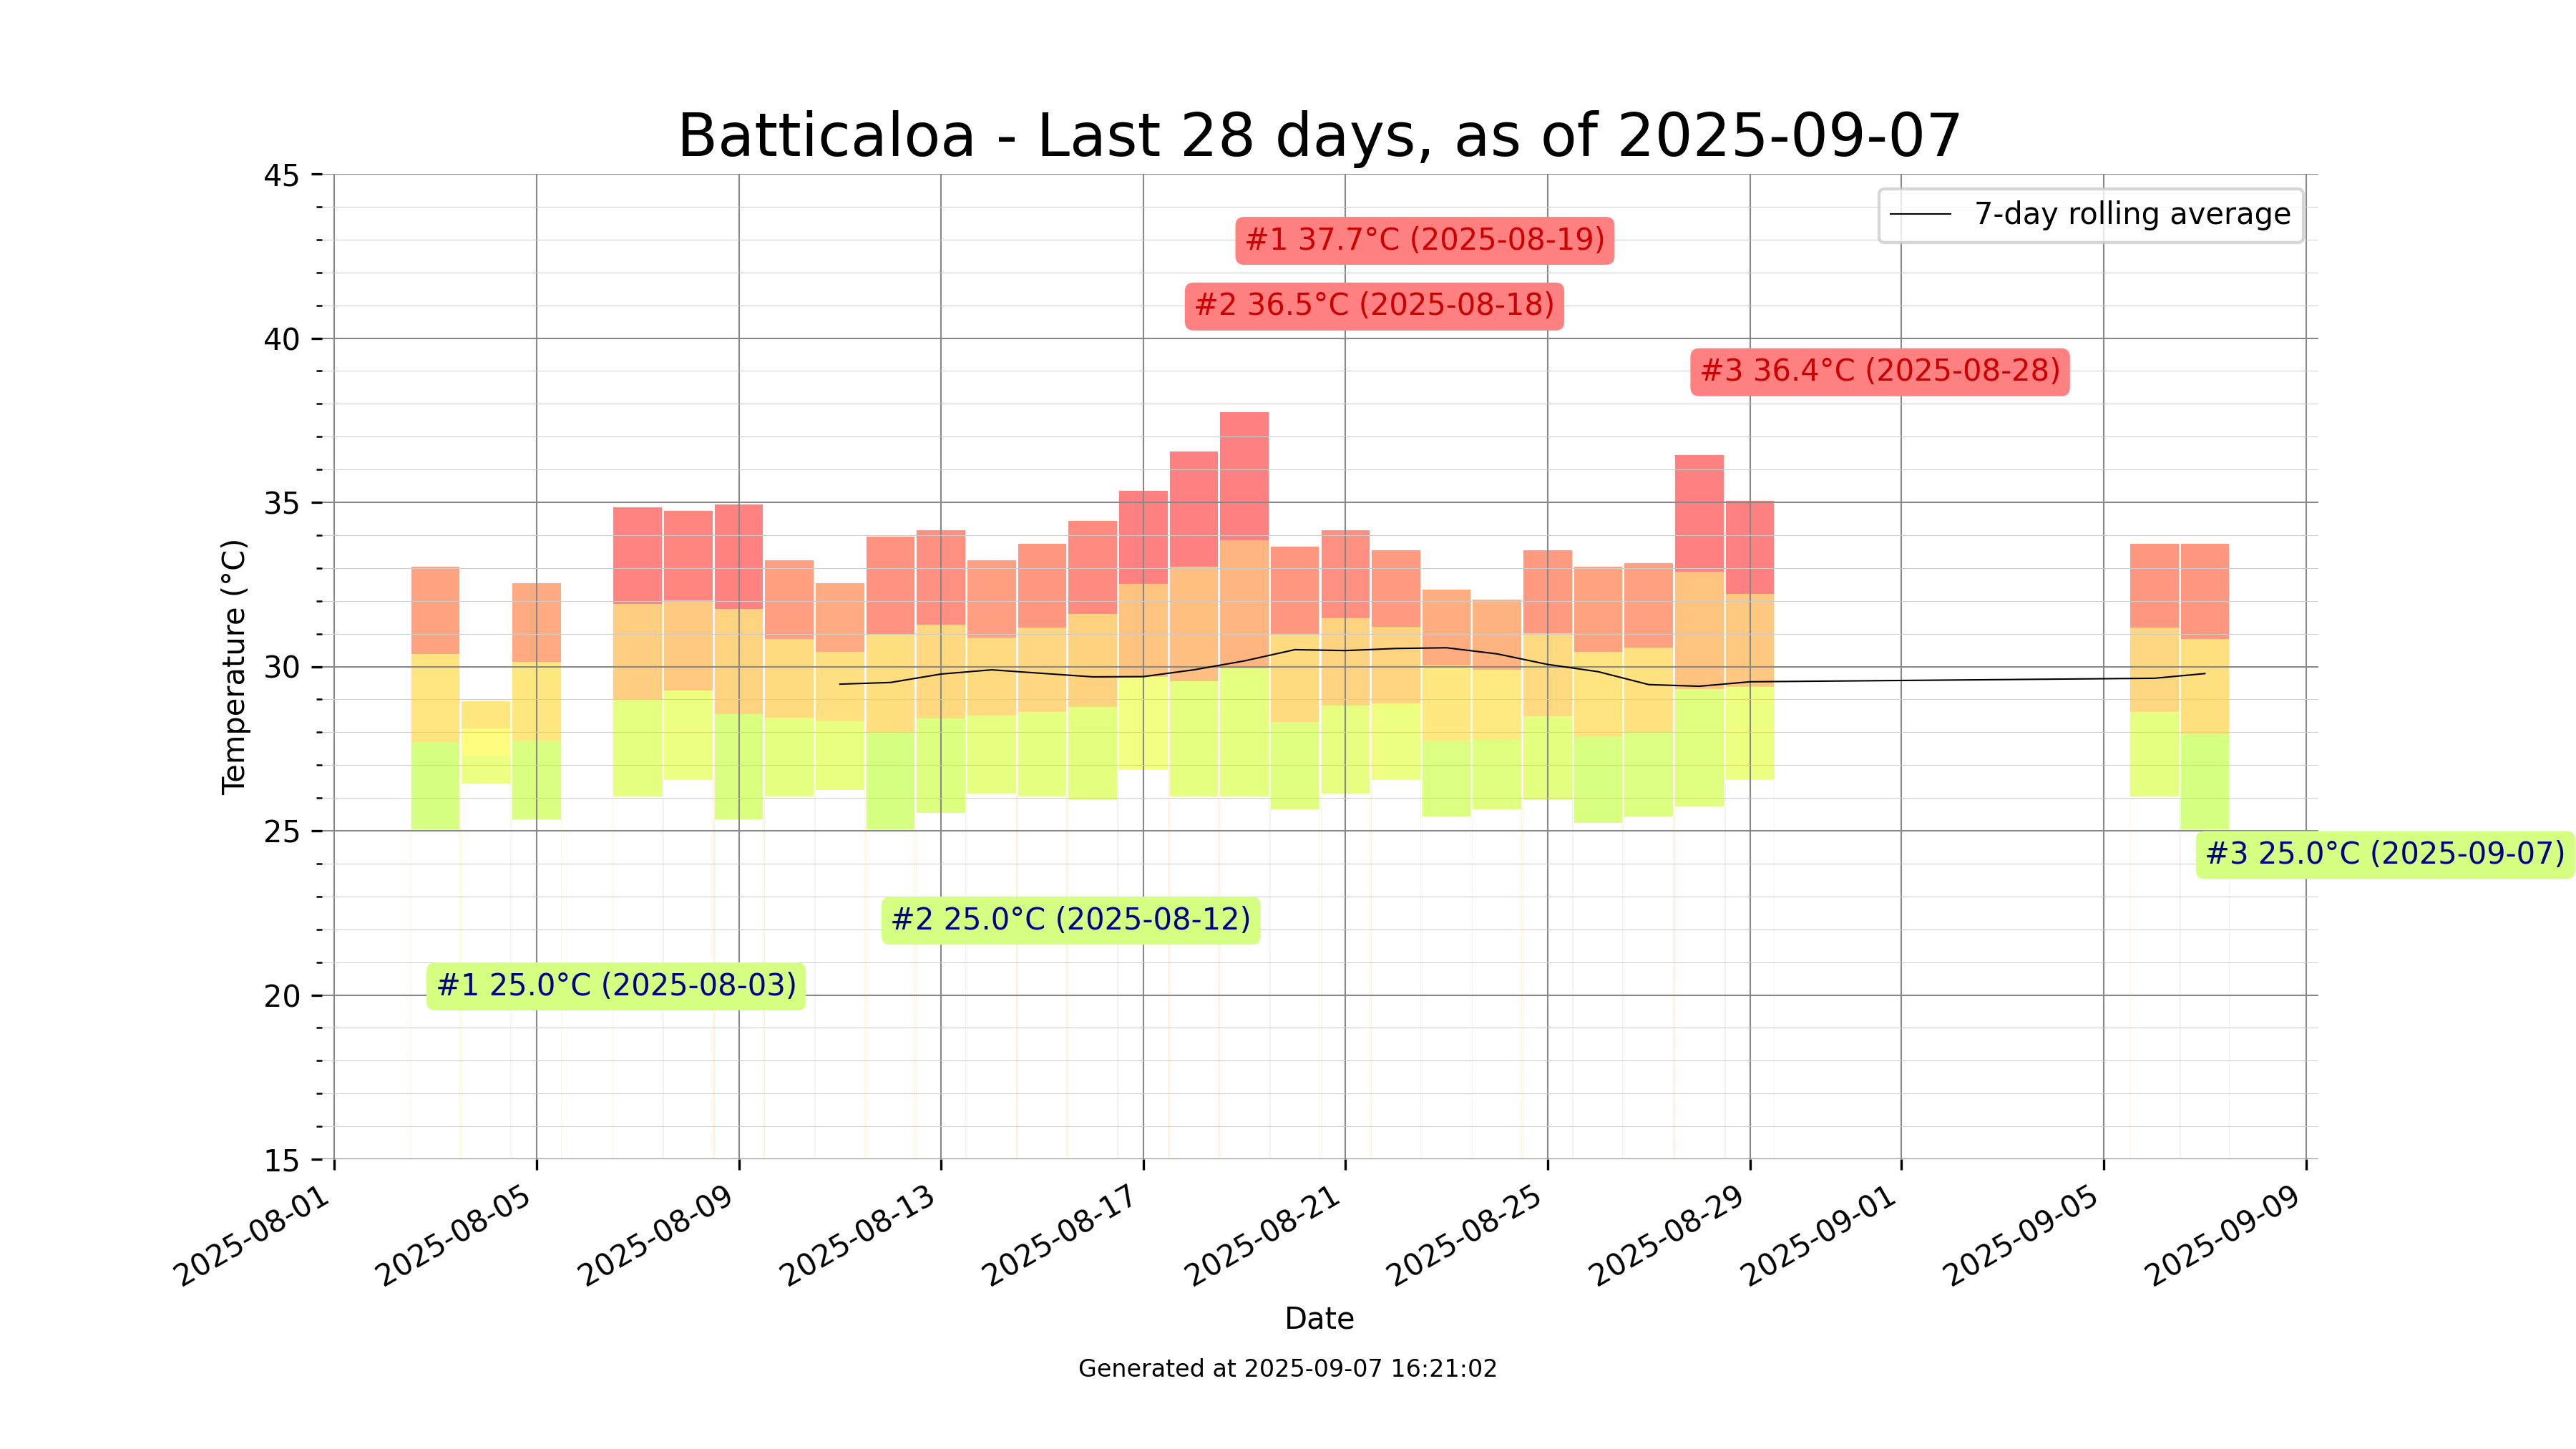 Batticaloa - Last 28 days, as of 2025-09-07
7-day rolling average
#1 37.7°C (2025-08-19)
#2 36.5°C (2025-08-18)
#3 36.4°C (2025-08-28)
#3 25.0°C (2025-09-07)
#2 25.0°C (2025-08-12)
#1 25.0°C (2025-08-03)
Temperature (°C)
45
40
35
30
25
20
15
2025-08-01
2025-08-05
2025-08-09
2025-08-13
2025-08-17
2025-08-21
2025-08-25
2025-08-29
2025-09-01
2025-09-05
2025-09-09
Date
Generated at 2025-09-07 16:21:02